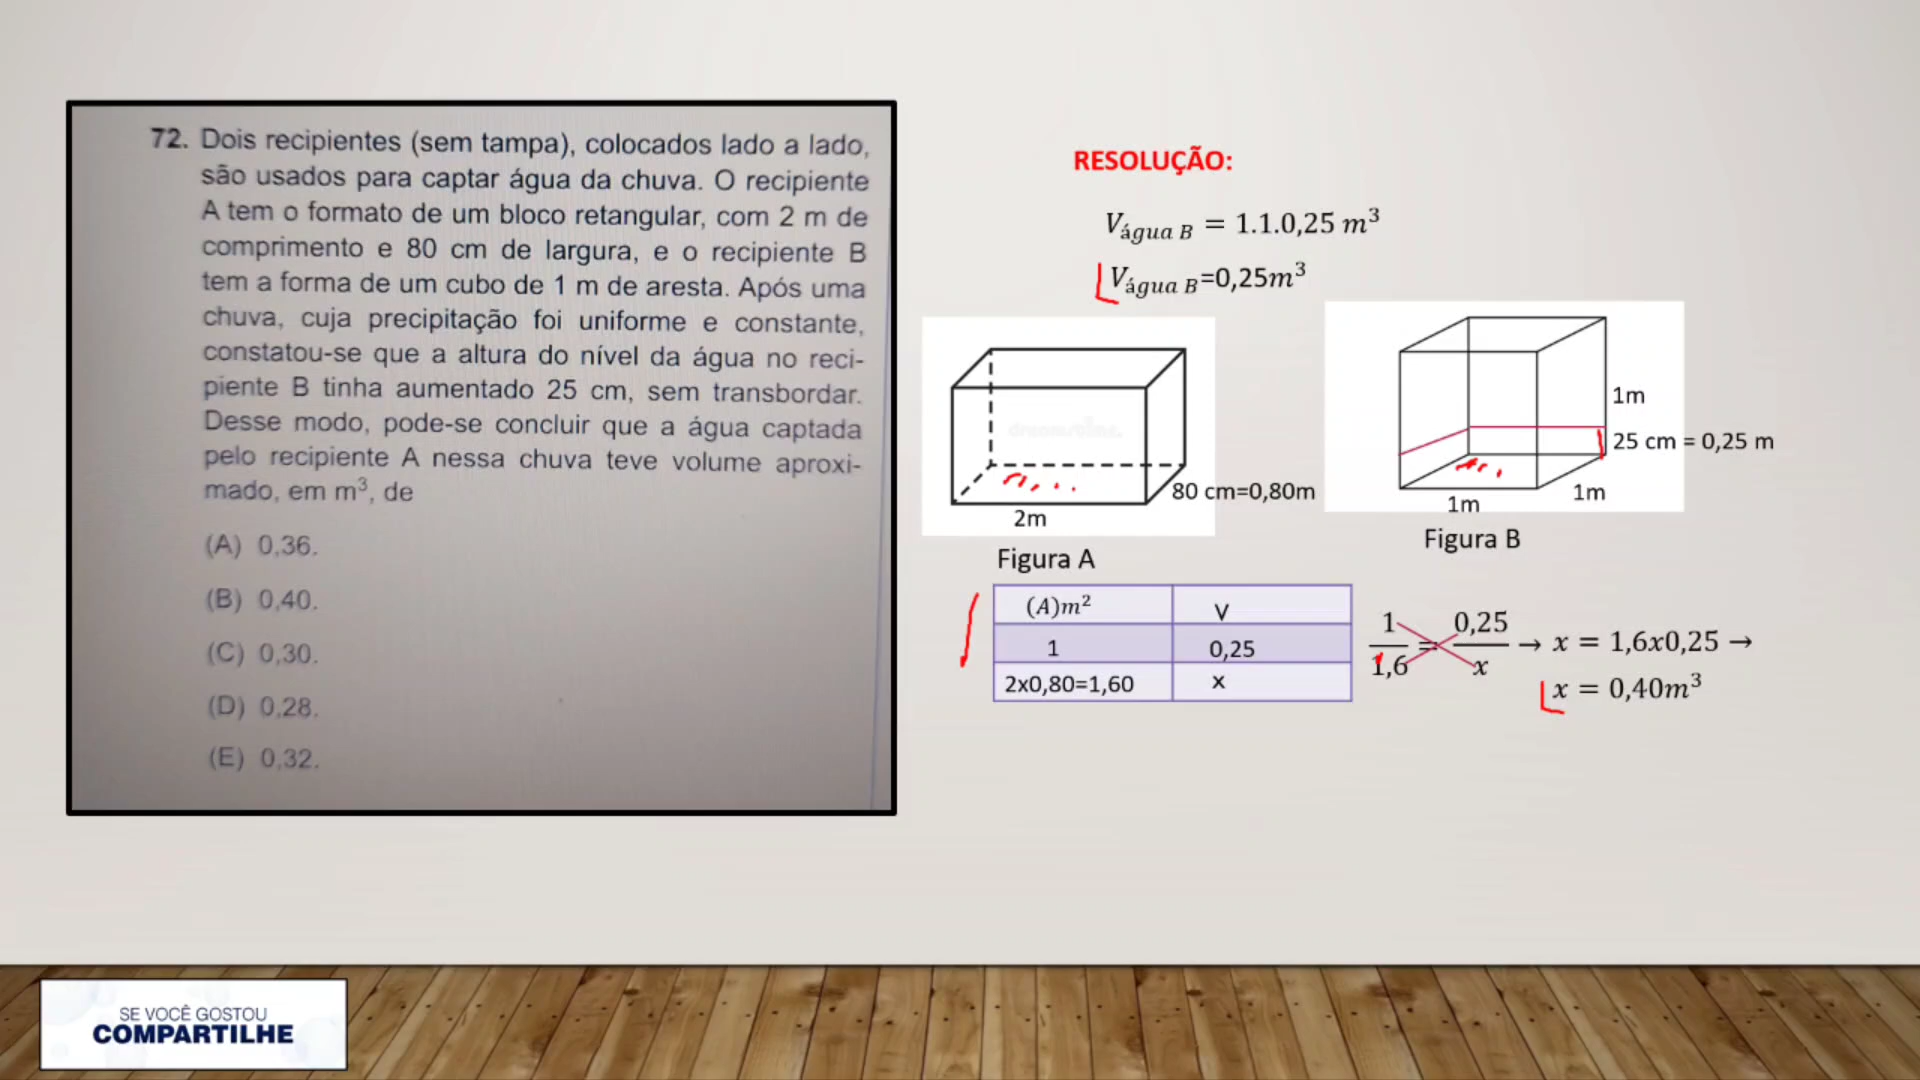 72. Dois recipientes (sem tampa), colocados lado a lado,
são usados para captar água da chuva. O recipiente
A tem o formato de um bloco retangular, com 2 m de
comprimento e 80 cm de largura, e o recipiente B
tem a forma de um cubo de 1 m de aresta. Após uma
chuva, cuja precipitação foi uniforme e constante,
constatou-se que a altura do nível da água no reci-
piente B tinha aumentado 25 cm, sem transbordar.
Desse modo, pode-se concluir que a água captada
pelo recipiente A nessa chuva teve volume aproxi-
mado, em m³, de
(A) 0,36.
(B) 0,40.
(C) 0,30.
(D) 0,28.
(E) 0,32.
RESOLUÇÃO:
V água B = 1.1.0,25 m³
V água B=0,25m³
80 cm=0,80m
2m
Figura A
1m
25 cm = 0,25 m
1m
1m
Figura B
(A)m² V
1 0,25
2x0,80=1,60 x
1/1,6 = 0,25/x → x = 1,6x0,25 →
x = 0,40m³
SE VOCÊ GOSTOU
COMPARTILHE